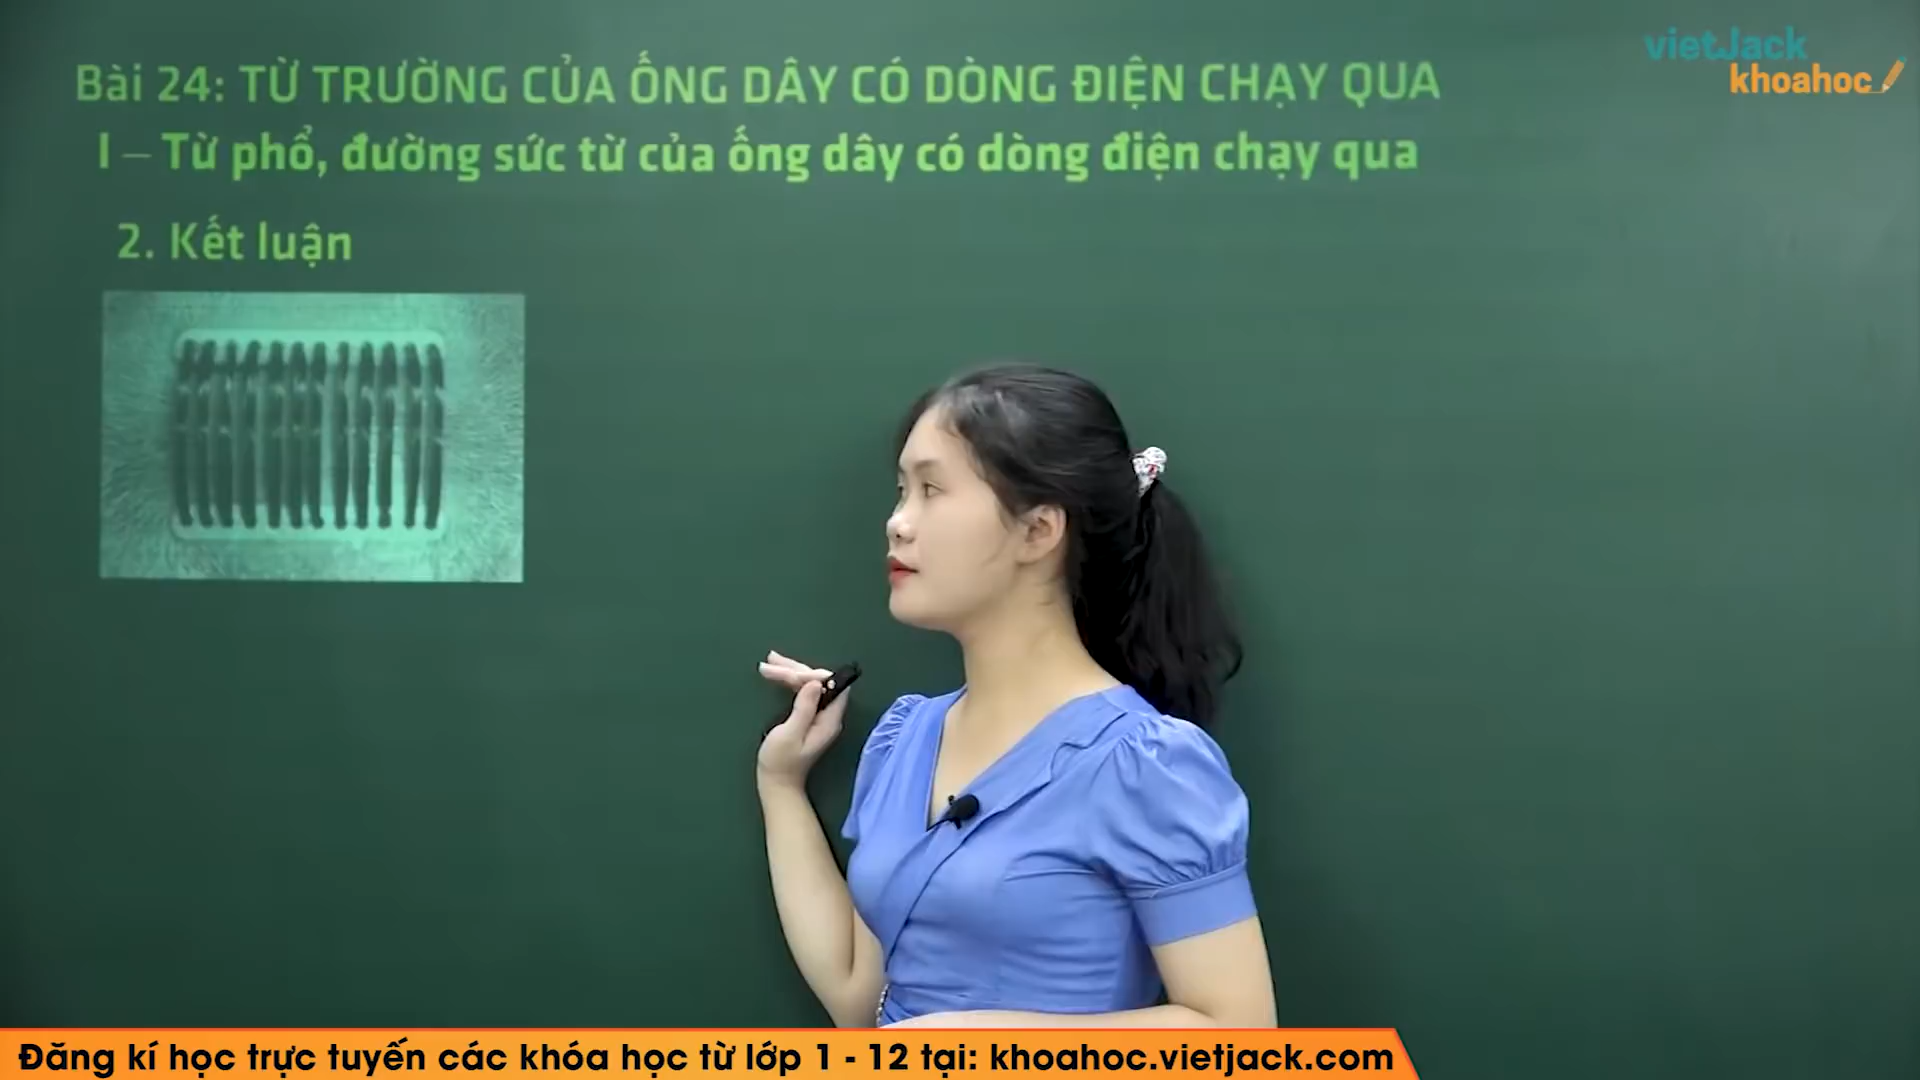 vietJack
khoahoc
Bài 24: TỪ TRƯỜNG CỦA ỐNG DÂY CÓ DÒNG ĐIỆN CHẠY QUA
I – Từ phổ, đường sức từ của ống dây có dòng điện chạy qua
2. Kết luận
Đăng kí học trực tuyến các khóa học từ lớp 1 - 12 tại: khoahoc.vietjack.com